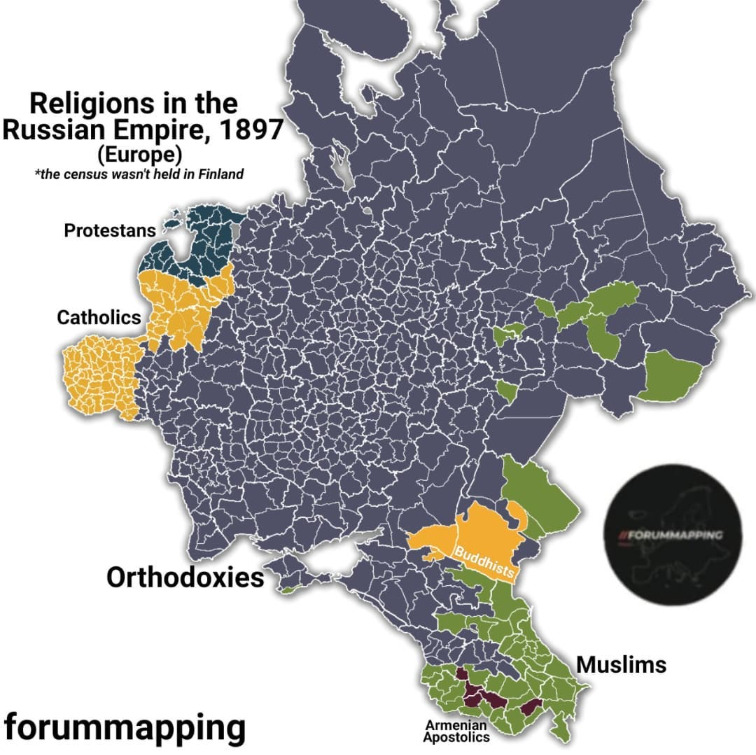 Religions in the
Russian Empire, 1897
(Europe)
*the census wasn't held in Finland
Protestans
Catholics
//FORUMMAPPING
Buddhists
Orthodoxies
Muslims
Armenian
Apostolics
forummapping